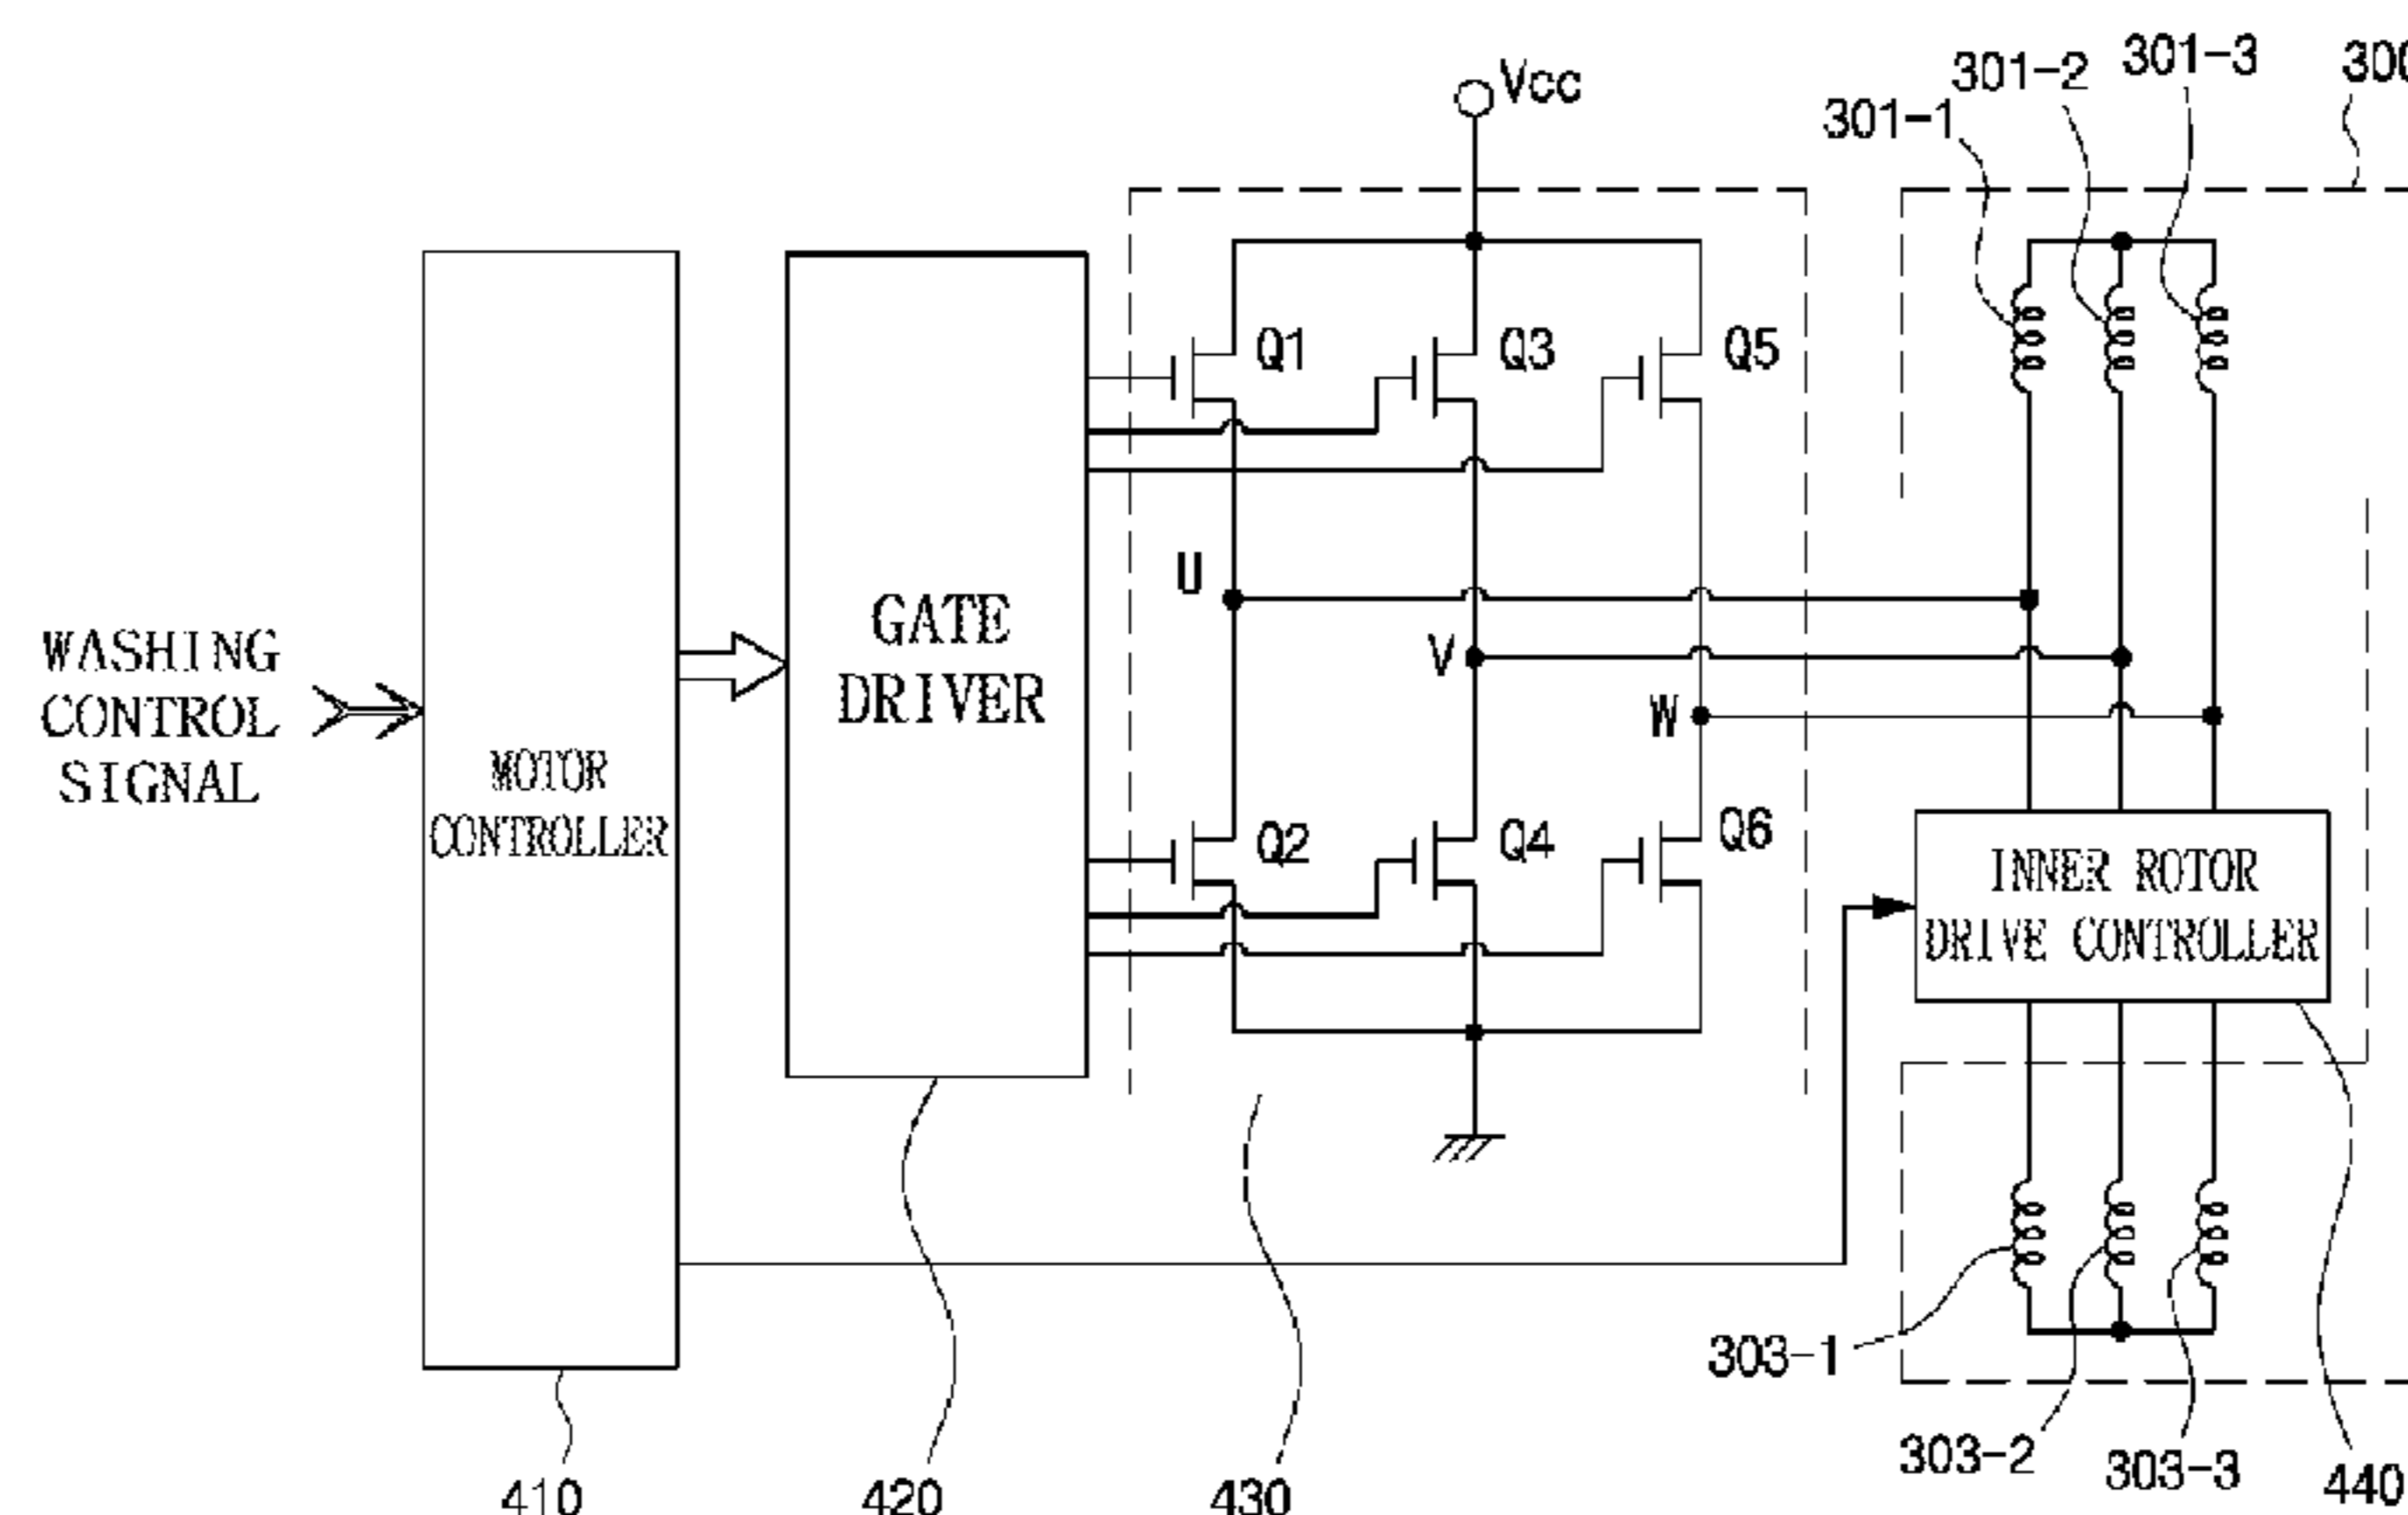 301-3
301-2
301-1
Vcc
Q1
Q3
Q5
U
V
W
GATE
DRIVER
WASHING
CONTROL
SIGNAL
MOTOR
CONTROLLER
Q2
Q4
Q6
INNER ROTOR
DRIVE CONTROLLER
303-1
303-2
303-3
440
410
420
430